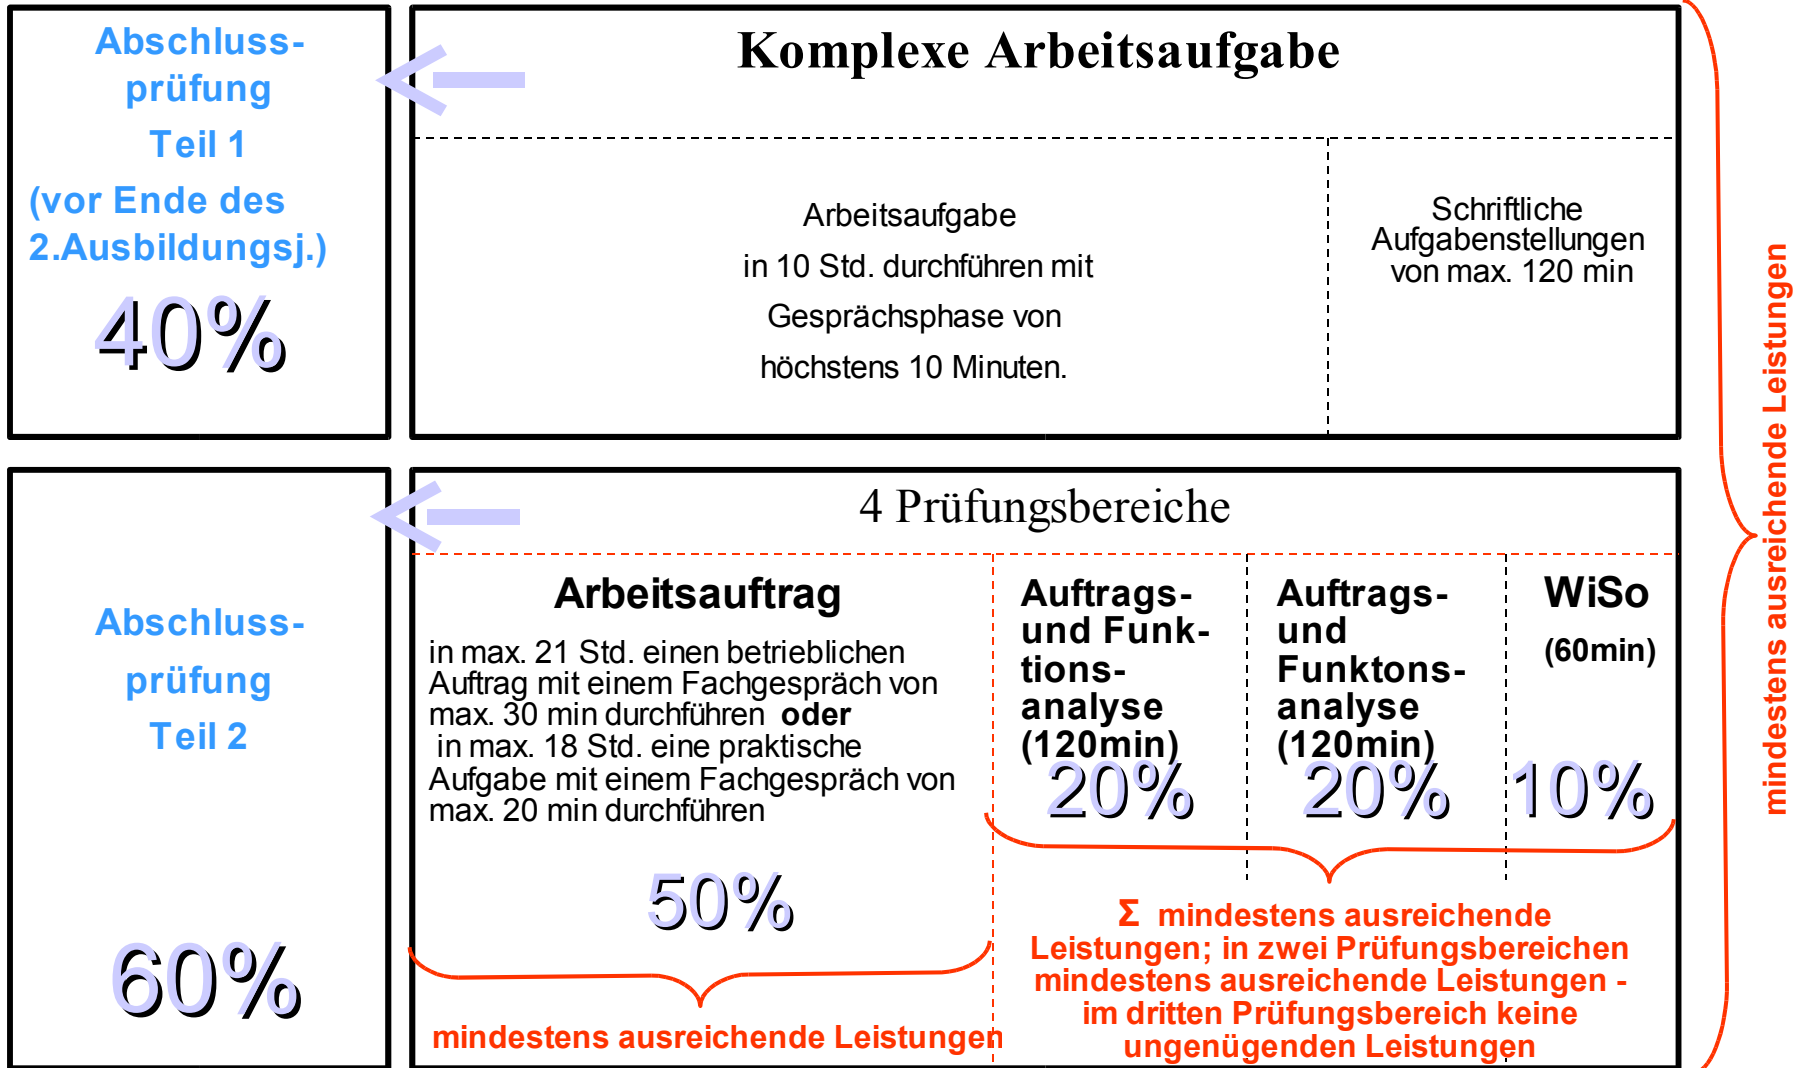 Abschluss-
prüfung
Teil 1
(vor Ende des
2.Ausbildungsj.)
40%
Komplexe Arbeitsaufgabe
Arbeitsaufgabe
in 10 Std. durchführen mit
Gesprächsphase von
höchstens 10 Minuten.
Schriftliche
Aufgabenstellungen
von max. 120 min
Abschluss-
prüfung
Teil 2
60%
4 Prüfungsbereiche
Arbeitsauftrag
in max. 21 Std. einen betrieblichen
Auftrag mit einem Fachgespräch von
max. 30 min durchführen oder
in max. 18 Std. eine praktische
Aufgabe mit einem Fachgespräch von
max. 20 min durchführen
50%
mindestens ausreichende Leistungen
Auftrags-
und Funk-
tions-
analyse
(120min)
20%
Auftrags-
und
Funktons-
analyse
(120min)
20%
WiSo
(60min)
10%
Σ mindestens ausreichende
Leistungen; in zwei Prüfungsbereichen
mindestens ausreichende Leistungen -
im dritten Prüfungsbereich keine
ungenügenden Leistungen
mindestens ausreichende Leistungen